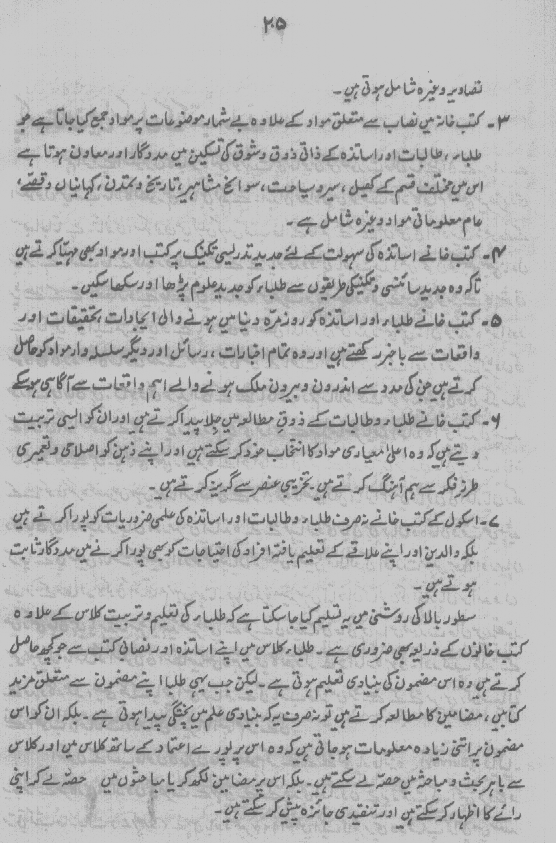 ۲۰۵
تصاویر وغیرہ شامل ہوتی ہیں۔
۳۔ کتب خانہ میں نصاب سے متعلق مواد کے علاوہ بے شمار موضوعات پر مواد جمع کیا جاتا ہے جو
طلباء، طالبات اور اساتذہ کے ذاتی ذوق و شوق کی تسکین میں مددگار اور معاون ہوتا ہے
اس میں مختلف قسم کے کھیل، سیر و سیاحت، سوانح مشاہیر، تاریخ و تمدن، کہانیاں و قصے،
عام معلوماتی مواد وغیرہ شامل ہے۔
۴۔ کتب خانے اساتذہ کی سہولت کے لئے جدید تدریسی تکنیک پر کتب اور مواد بھی مہیا کرتے ہیں
تاکہ وہ جدید سائنسی و تکنیکی طریقوں سے طلباء کو جدید علوم پڑھا اور سکھا سکیں۔
۵۔ کتب خانے طلباء اور اساتذہ کو روزمرہ دنیا میں ہونے والی ایجادات، تحقیقات اور
واقعات سے باخبر رکھتے ہیں اور وہ تمام اخبارات، رسائل اور دیگر سلسلہ وار مواد کو حاصل
کرتے ہیں جن کی مدد سے اندرون و بیرون ملک ہونے والے اہم واقعات سے آگاہی ہو سکے
۶۔ کتب خانے طلباء و طالبات کے ذوق مطالعہ میں جلا پیدا کرتے ہیں اور ان کو ایسی تربیت
دیتے ہیں کہ وہ اعلیٰ معیاری مواد کا انتخاب خود کر سکتے ہیں اور اپنے ذہن کو اصلاحی و تعمیری
طرز فکر سے ہم آہنگ کرتے ہیں۔ تخریبی عنصر سے گریز کرتے ہیں۔
۷۔ اسکول کے کتب خانے نہ صرف طلباء و طالبات اور اساتذہ کی علمی ضروریات کو پورا کرتے ہیں
بلکہ والدین اور اپنے علاقے کے تعلیم یافتہ افراد کی احتیاجات کو بھی پورا کرنے میں مددگار ثابت
ہوتے ہیں۔
سطور بالا کی روشنی میں یہ تسلیم کیا جا سکتا ہے کہ طلباء کی تعلیم و تربیت کلاس کے علاوہ
کتب خانوں کے ذریعہ بھی ضروری ہے۔ طلباء کلاس میں اپنے اساتذہ اور نصابی کتب سے جو کچھ حاصل
کرتے ہیں وہ اس مضمون کی بنیادی تعلیم ہوتی ہے۔ لیکن جب یہی طلبا اپنے مضمون سے متعلق مزید
کتابیں، مضامین کا مطالعہ کرتے ہیں تو نہ صرف یہ کہ بنیادی علم میں پختگی پیدا ہوتی ہے۔ بلکہ ان کو اس
مضمون پر اتنی زیادہ معلومات ہو جاتی ہیں کہ وہ اس پر پورے اعتماد کے ساتھ کلاس میں اور کلاس
سے باہر بحث و مباحثہ میں حصہ لے سکتے ہیں۔ بلکہ اس پر مضامین لکھ کر یا مباحثوں میں حصہ لے کر اپنی
رائے کا اظہار کر سکتے ہیں اور تنقیدی جائزہ پیش کر سکتے ہیں۔